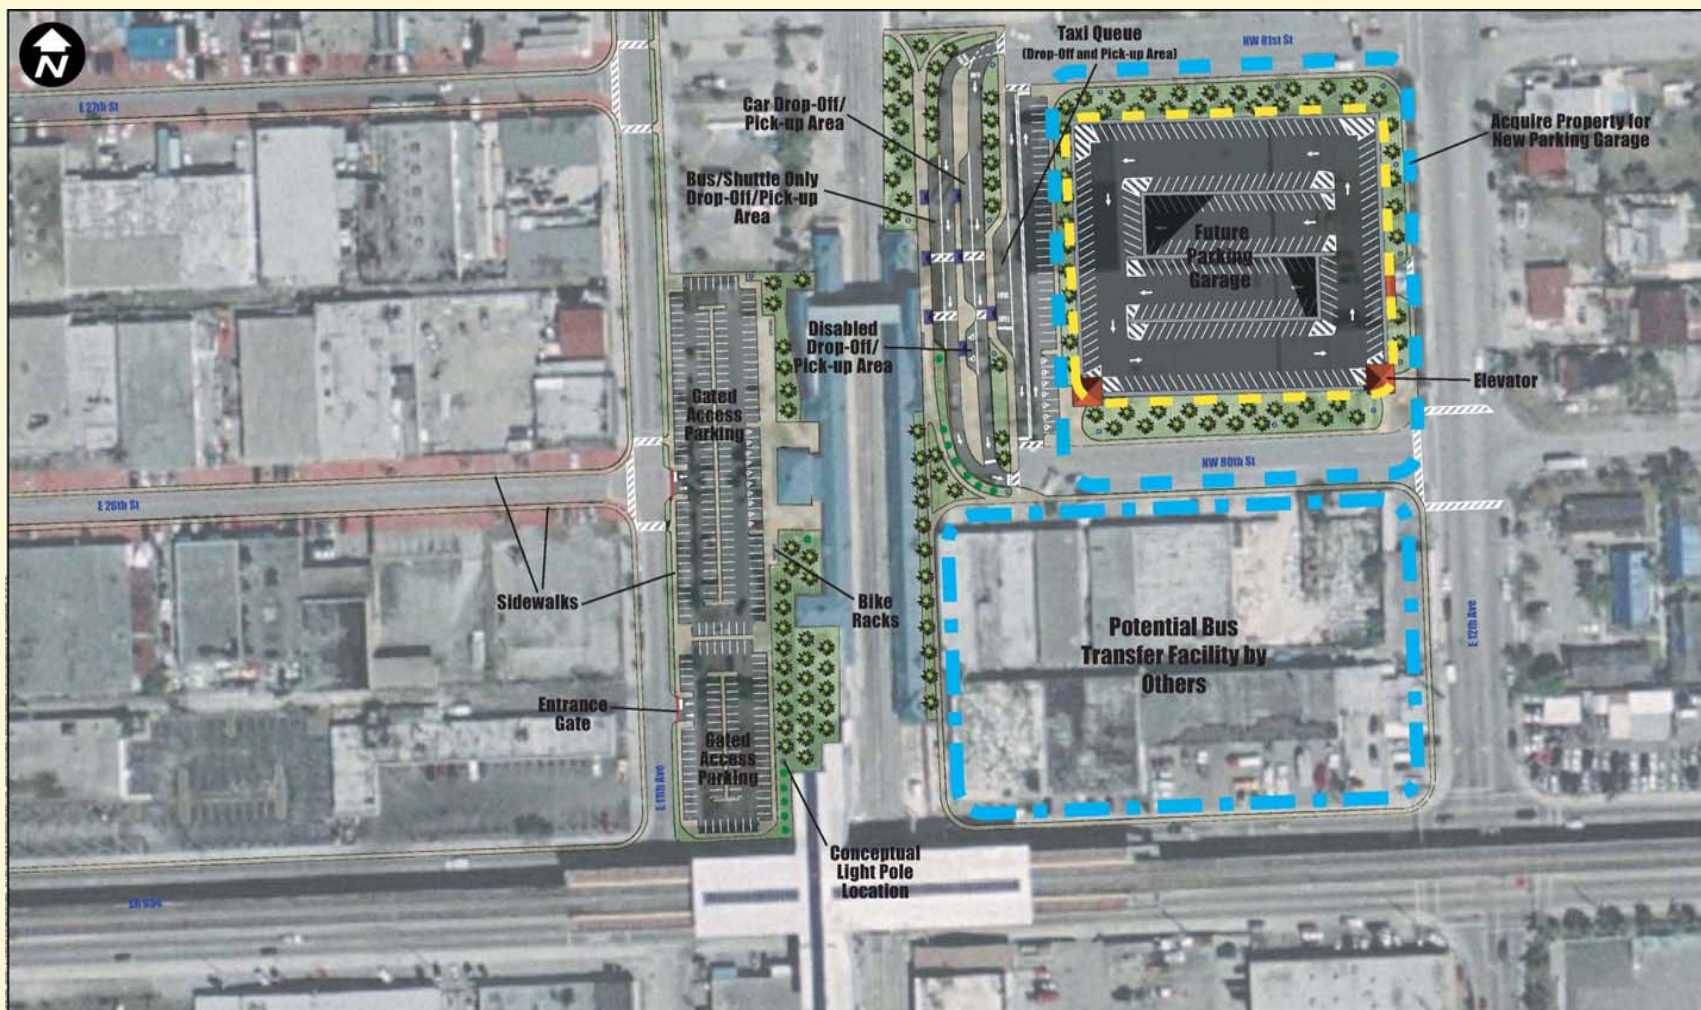 N
Taxi Queue
(Drop-Off and Pick-up Area)
NW 81st St
E 27th St
Car Drop-Off/
Pick-up Area
Acquire Property for
New Parking Garage
Bus/Shuttle Only
Drop-Off/Pick-up
Area
Future
Parking
Garage
Disabled
Drop-Off/
Pick-up Area
Elevator
Gated
Access
Parking
NW 80th St
E 26th St
Sidewalks
Bike
Racks
E 12th Ave
Potential Bus
Transfer Facility by
Others
Entrance
Gate
Gated
Access
Parking
E 11th Ave
Conceptual
Light Pole
Location
SR 934